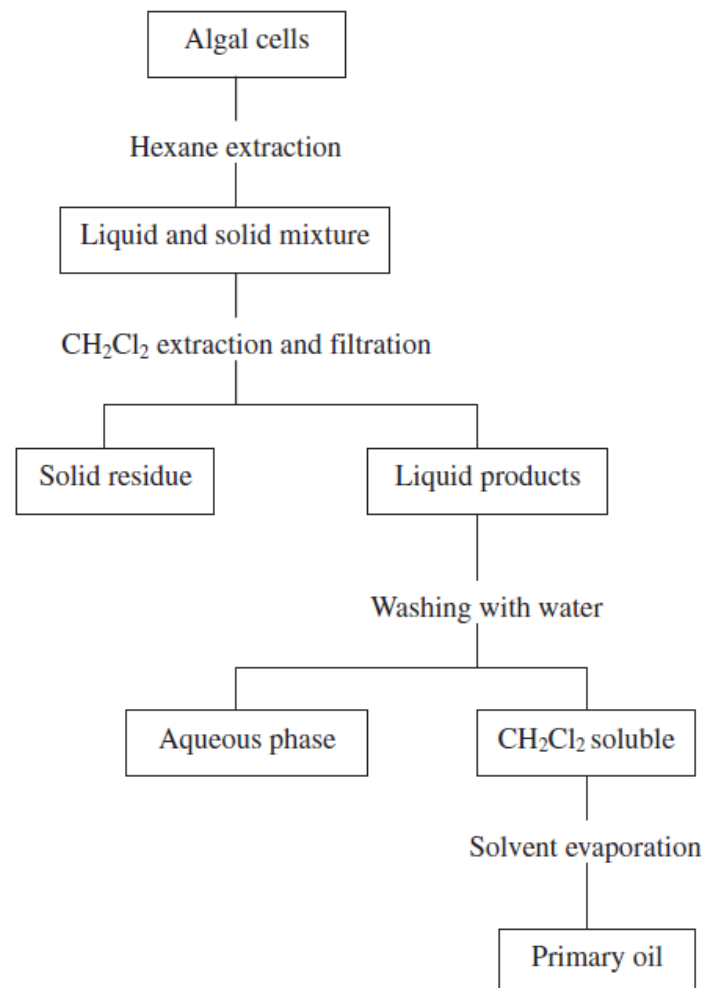 Algal cells
Hexane extraction
Liquid and solid mixture
CH₂Cl₂ extraction and filtration
Solid residue
Liquid products
Washing with water
Aqueous phase
CH₂Cl₂ soluble
Solvent evaporation
Primary oil